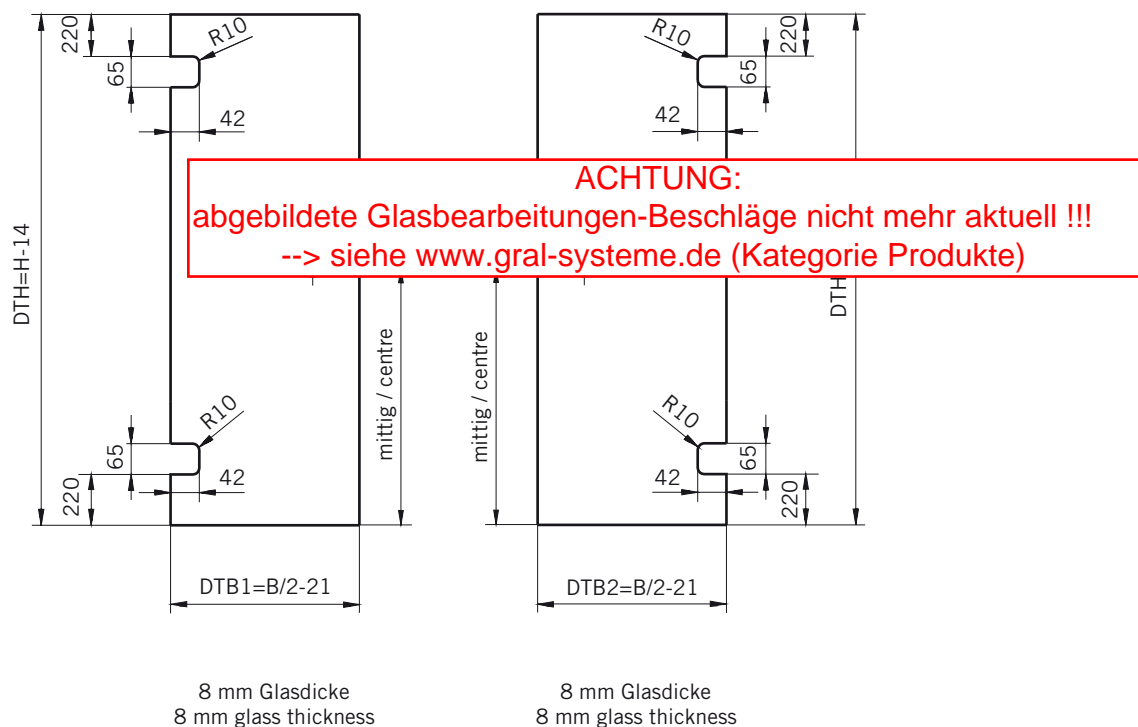 220
R10
65
42
R10
220
65
42
ACHTUNG:
abgebildete Glasbearbeitungen-Beschläge nicht mehr aktuell !!!
--> siehe www.gral-systeme.de (Kategorie Produkte)
DTH=H-14
DTH
mittig / centre
mittig / centre
R10
65
42
220
R10
65
42
220
DTB1=B/2-21
DTB2=B/2-21
8 mm Glasdicke
8 mm glass thickness
8 mm Glasdicke
8 mm glass thickness